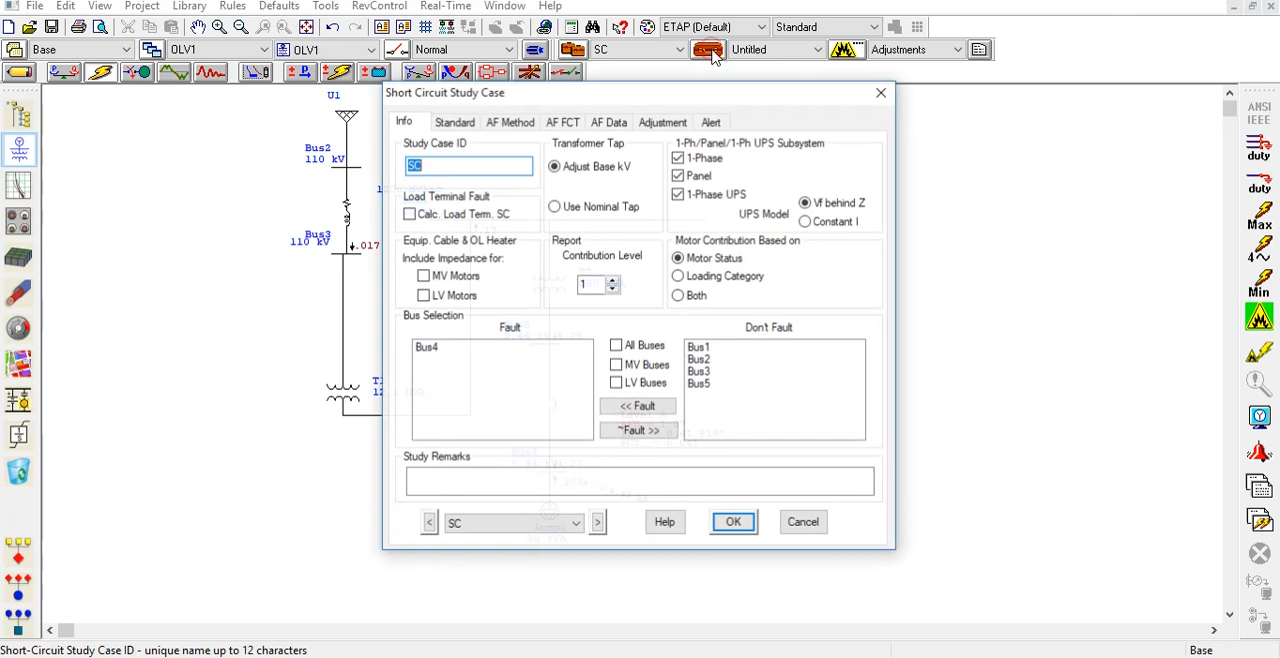 File Edit View Project Library Rules Defaults Tools RevControl Real-Time Window Help
ETAP (Default) Standard
Base OLV1 OLV1 Normal SC Untitled Adjustments
U1
Bus2
110 kV
Bus3
110 kV
.017
Short Circuit Study Case
Info Standard AF Method AF FCT AF Data Adjustment Alert
Study Case ID
SC
Transformer Tap
Adjust Base kV
Use Nominal Tap
1-Ph/Panel/1-Ph UPS Subsystem
1-Phase
Panel
1-Phase UPS
UPS Model
Vf behind Z
Constant I
Load Terminal Fault
Calc. Load Term. SC
Equip. Cable & OL Heater
Include Impedance for:
MV Motors
LV Motors
Report
Contribution Level
1
Motor Contribution Based on
Motor Status
Loading Category
Both
Bus Selection
Fault
Bus4
All Buses
MV Buses
LV Buses
<< Fault
~Fault >>
Don't Fault
Bus1
Bus2
Bus3
Bus5
Study Remarks
< SC > Help OK Cancel
ANSI
IEEE
duty
duty
Max
4~
Min
Short-Circuit Study Case ID - unique name up to 12 characters
Base